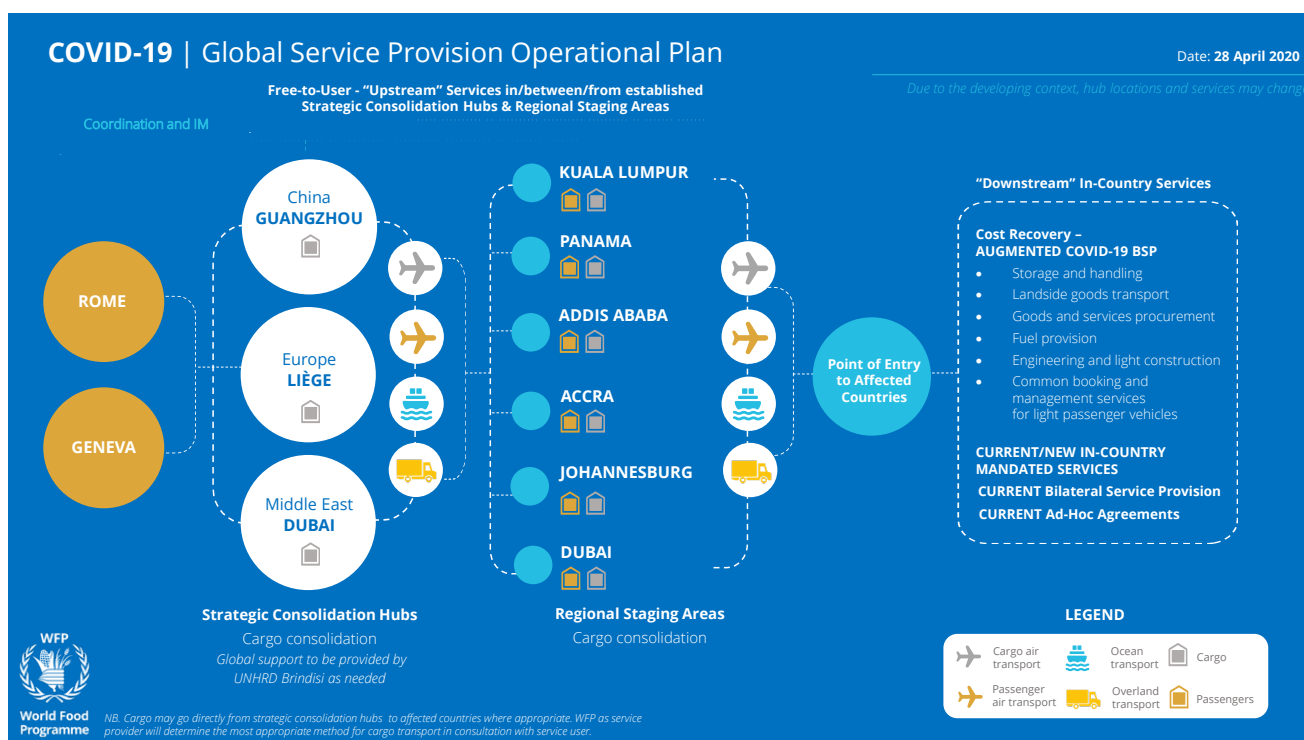 COVID-19 | Global Service Provision Operational Plan
Date: 28 April 2020
Due to the developing context, hub locations and services may change
Free-to-User - “Upstream” Services in/between/from established
Strategic Consolidation Hubs & Regional Staging Areas
Coordination and IM
ROME
GENEVA
China
GUANGZHOU
Europe
LIÈGE
Middle East
DUBAI
Strategic Consolidation Hubs
Cargo consolidation
Global support to be provided by
UNHRD Brindisi as needed
KUALA LUMPUR
PANAMA
ADDIS ABABA
ACCRA
JOHANNESBURG
DUBAI
Regional Staging Areas
Cargo consolidation
Point of Entry
to Affected
Countries
“Downstream” In-Country Services
Cost Recovery –
AUGMENTED COVID-19 BSP
• Storage and handling
• Landside goods transport
• Goods and services procurement
• Fuel provision
• Engineering and light construction
• Common booking and
management services
for light passenger vehicles
CURRENT/NEW IN-COUNTRY
MANDATED SERVICES
CURRENT Bilateral Service Provision
CURRENT Ad-Hoc Agreements
LEGEND
Cargo air
transport
Ocean
transport
Cargo
Passenger
air transport
Overland
transport
Passengers
WFP
World Food
Programme
NB. Cargo may go directly from strategic consolidation hubs to affected countries where appropriate. WFP as service
provider will determine the most appropriate method for cargo transport in consultation with service user.